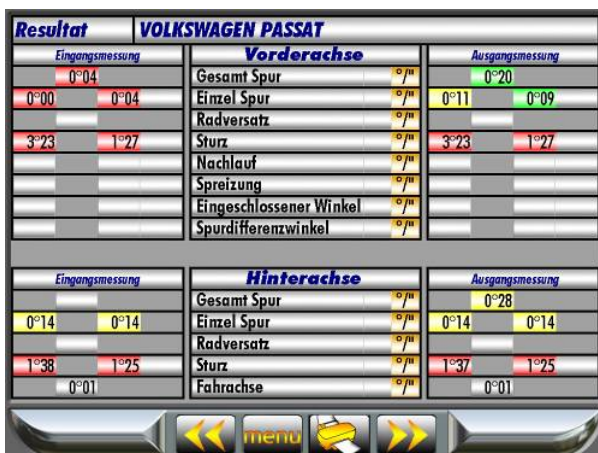 Resultat VOLKSWAGEN PASSAT
Eingangsmessung Vorderachse Ausgangsmessung
0°04 Gesamt Spur °/" 0°20
0°00 0°04 Einzel Spur °/" 0°11 0°09
Radversatz °/"
3°23 1°27 Sturz °/" 3°23 1°27
Nachlauf °/"
Spreizung °/"
Eingeschlossener Winkel °/"
Spurdifferenzwinkel °/"
Eingangsmessung Hinterachse Ausgangsmessung
Gesamt Spur °/" 0°28
0°14 0°14 Einzel Spur °/" 0°14 0°14
Radversatz °/"
1°38 1°25 Sturz °/" 1°37 1°25
0°01 Fahrachse °/" 0°01
menu